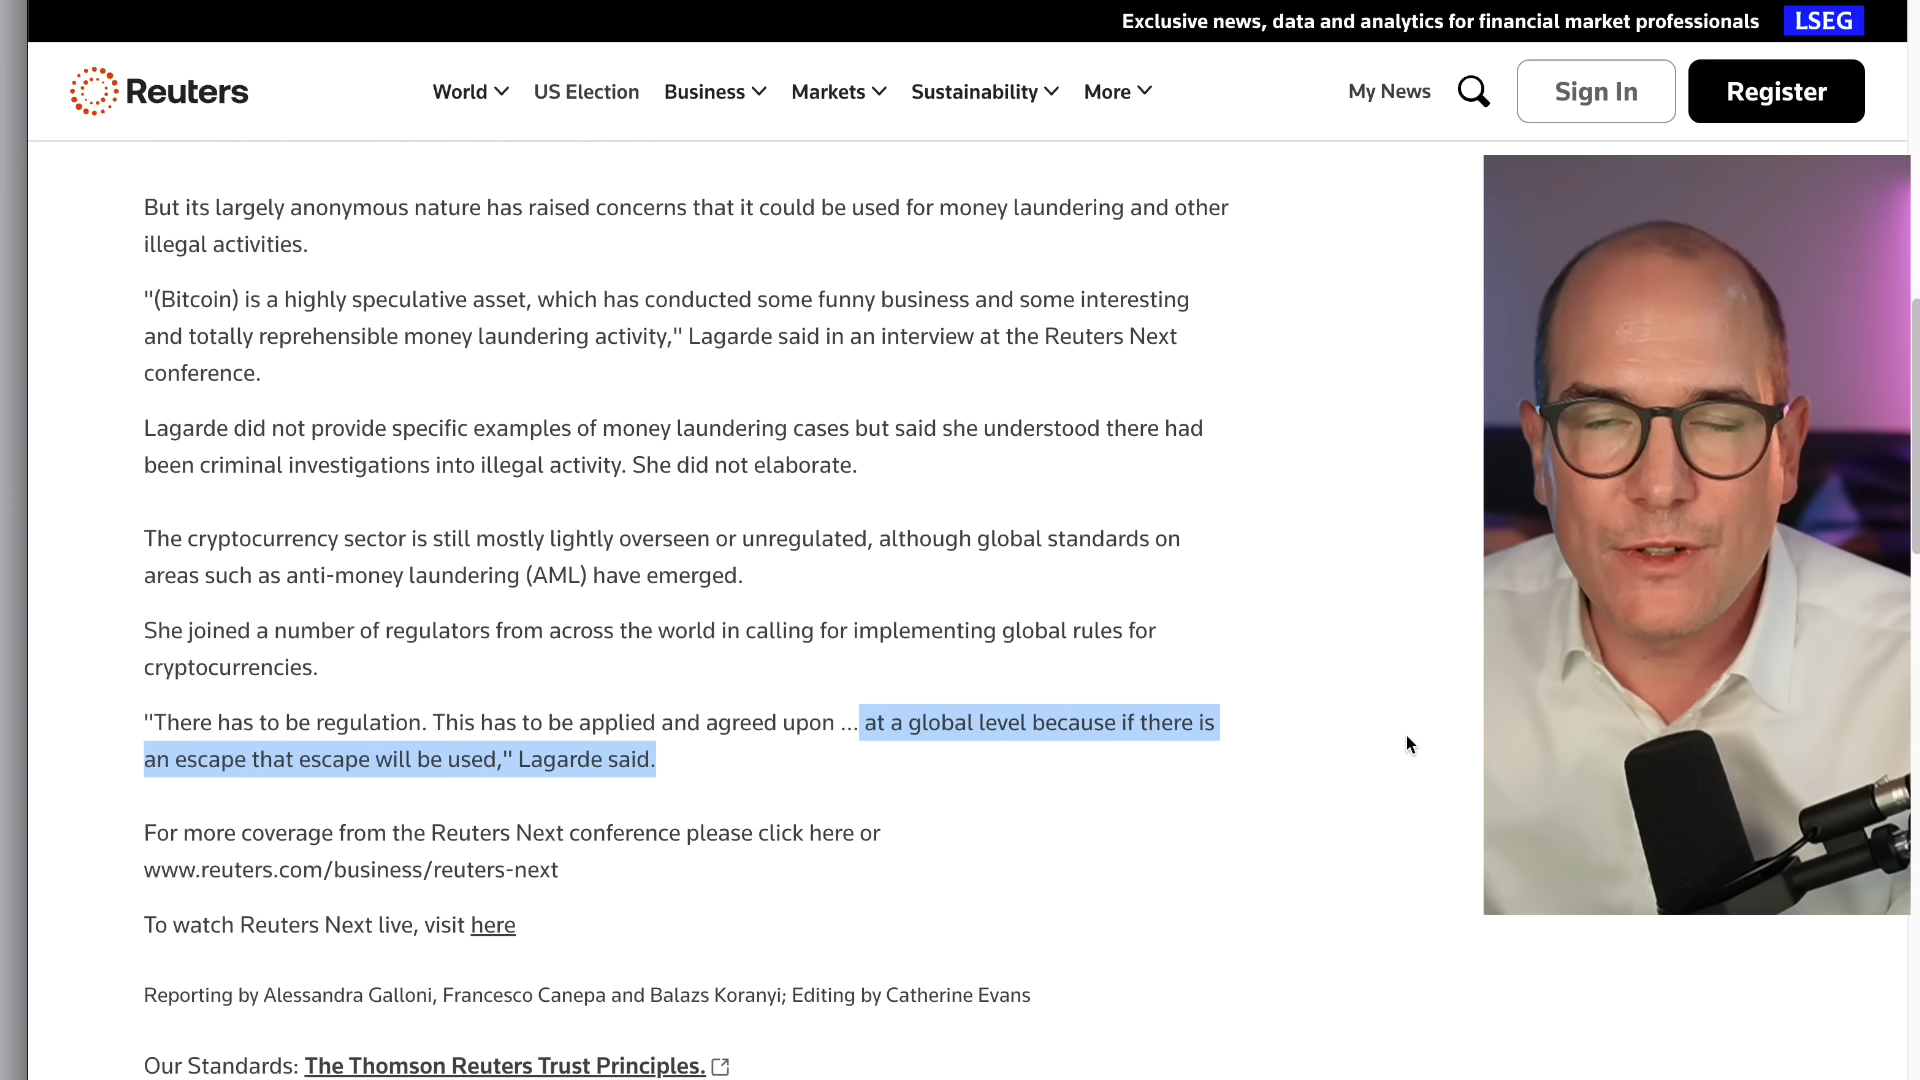 Exclusive news, data and analytics for financial market professionals LSEG
Reuters World US Election Business Markets Sustainability More My News Sign In Register
But its largely anonymous nature has raised concerns that it could be used for money laundering and other
illegal activities.
"(Bitcoin) is a highly speculative asset, which has conducted some funny business and some interesting
and totally reprehensible money laundering activity," Lagarde said in an interview at the Reuters Next
conference.
Lagarde did not provide specific examples of money laundering cases but said she understood there had
been criminal investigations into illegal activity. She did not elaborate.
The cryptocurrency sector is still mostly lightly overseen or unregulated, although global standards on
areas such as anti-money laundering (AML) have emerged.
She joined a number of regulators from across the world in calling for implementing global rules for
cryptocurrencies.
"There has to be regulation. This has to be applied and agreed upon ... at a global level because if there is
an escape that escape will be used," Lagarde said.
For more coverage from the Reuters Next conference please click here or
www.reuters.com/business/reuters-next
To watch Reuters Next live, visit here
Reporting by Alessandra Galloni, Francesco Canepa and Balazs Koranyi; Editing by Catherine Evans
Our Standards: The Thomson Reuters Trust Principles.